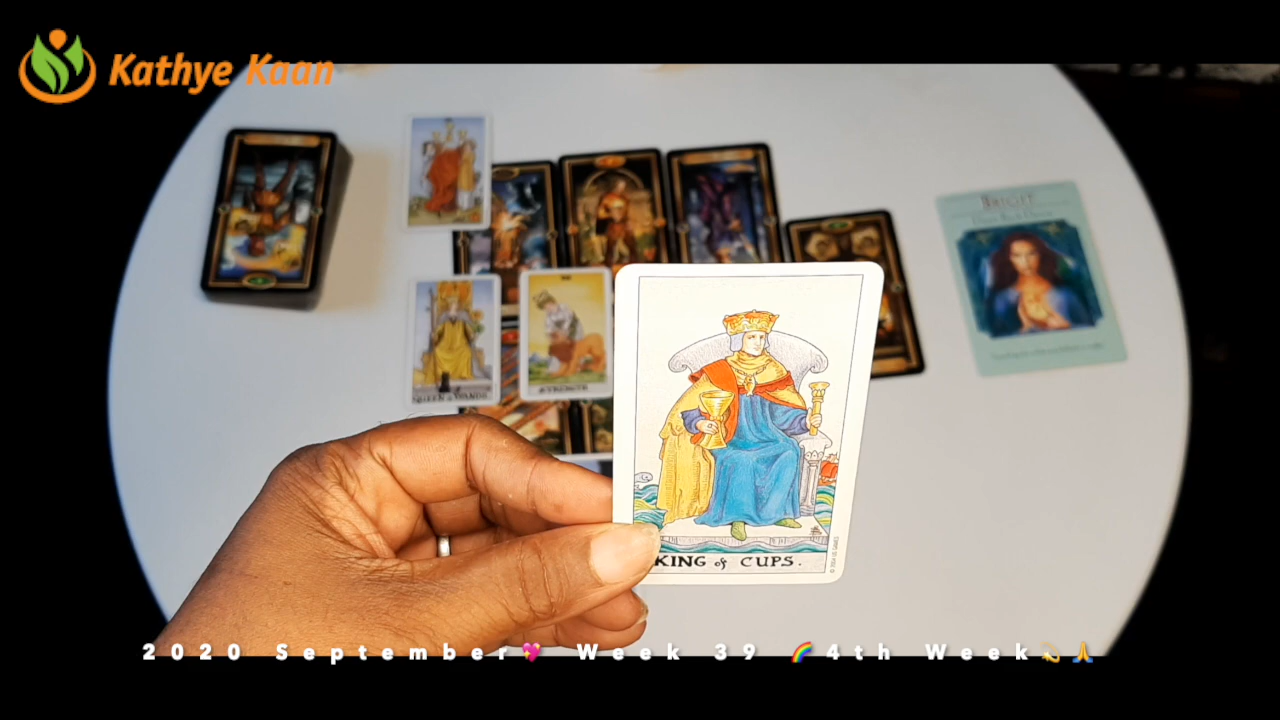 Kathye Kaan
BRIGIT
QUEEN of WANDS.
STRENGTH
KING of CUPS.
2020 September💖 Week 39 🌈4th Week💫🙏